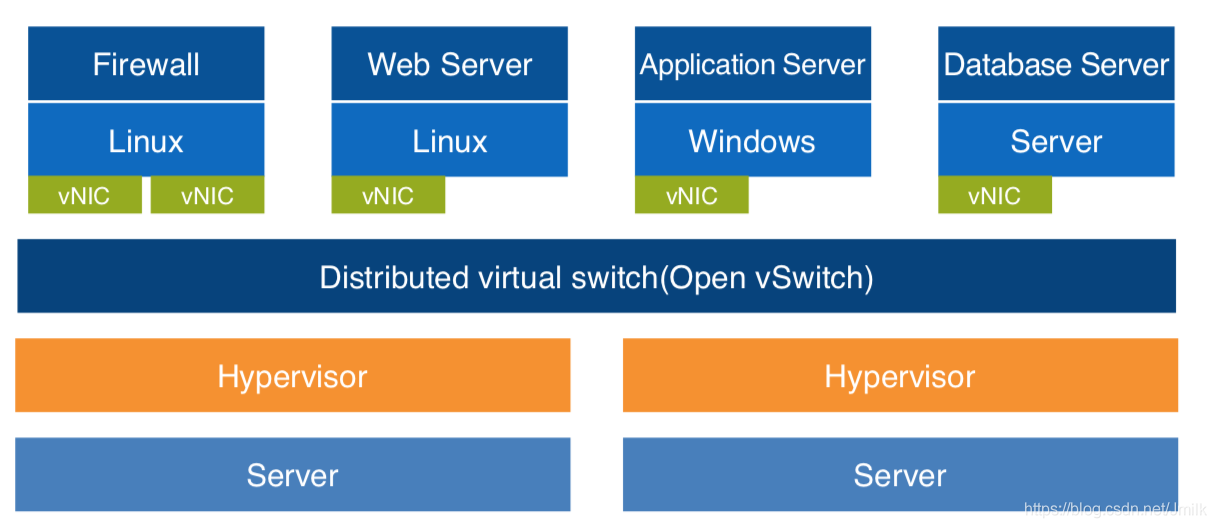 Firewall
Web Server
Application Server
Database Server
Linux
Linux
Windows
Server
vNIC
vNIC
vNIC
vNIC
vNIC
Distributed virtual switch(Open vSwitch)
Hypervisor
Hypervisor
Server
Server
https://blog.csdn.net/Jmilk